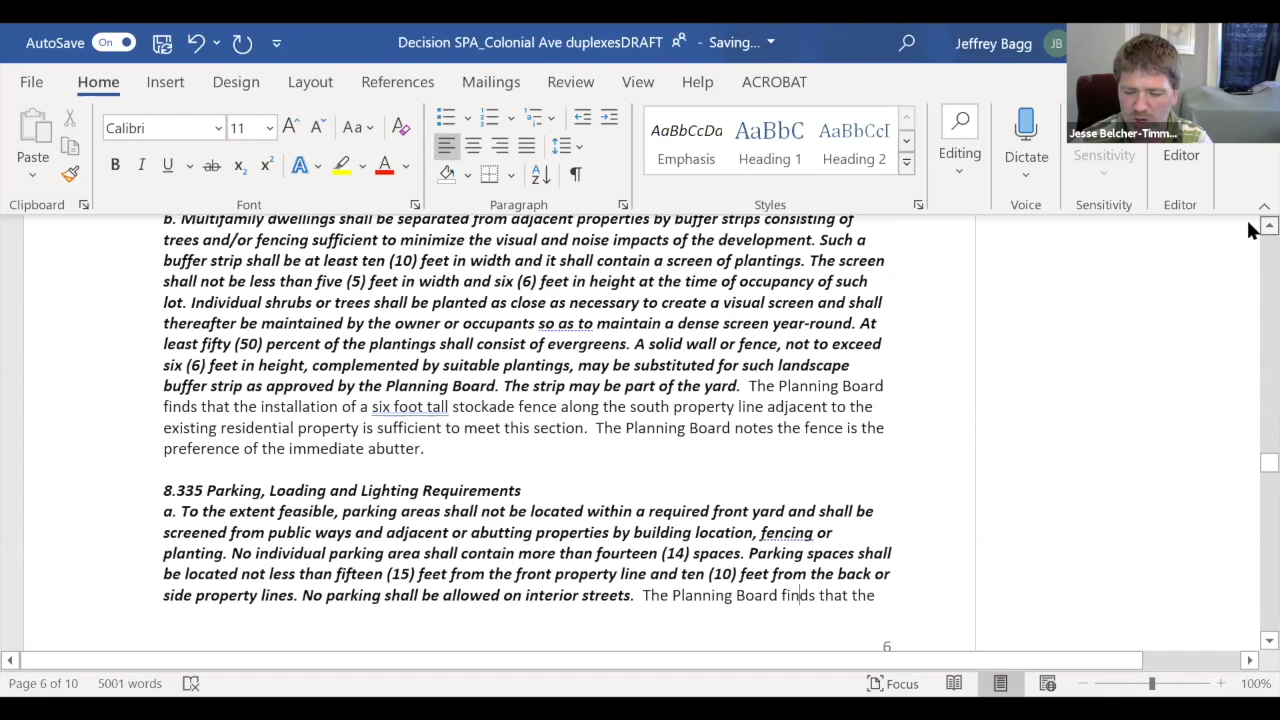 AutoSave On Decision SPA_Colonial Ave duplexesDRAFT Saving... Jeffrey Bagg JB
File Home Insert Design Layout References Mailings Review View Help ACROBAT
Jesse Belcher-Timm...
Calibri 11 Aa
AaBbCcDa AaBbC AaBbCcI
Paste B I U ab x2 x2 A A Emphasis Heading 1 Heading 2 Editing Dictate Sensitivity Editor
Clipboard Font Paragraph Styles Voice Sensitivity Editor
b. Multifamily dwellings shall be separated from adjacent properties by buffer strips consisting of
trees and/or fencing sufficient to minimize the visual and noise impacts of the development. Such a
buffer strip shall be at least ten (10) feet in width and it shall contain a screen of plantings. The screen
shall not be less than five (5) feet in width and six (6) feet in height at the time of occupancy of such
lot. Individual shrubs or trees shall be planted as close as necessary to create a visual screen and shall
thereafter be maintained by the owner or occupants so as to maintain a dense screen year-round. At
least fifty (50) percent of the plantings shall consist of evergreens. A solid wall or fence, not to exceed
six (6) feet in height, complemented by suitable plantings, may be substituted for such landscape
buffer strip as approved by the Planning Board. The strip may be part of the yard. The Planning Board
finds that the installation of a six foot tall stockade fence along the south property line adjacent to the
existing residential property is sufficient to meet this section. The Planning Board notes the fence is the
preference of the immediate abutter.
8.335 Parking, Loading and Lighting Requirements
a. To the extent feasible, parking areas shall not be located within a required front yard and shall be
screened from public ways and adjacent or abutting properties by building location, fencing or
planting. No individual parking area shall contain more than fourteen (14) spaces. Parking spaces shall
be located not less than fifteen (15) feet from the front property line and ten (10) feet from the back or
side property lines. No parking shall be allowed on interior streets. The Planning Board finds that the
6
Page 6 of 10 5001 words Focus 100%